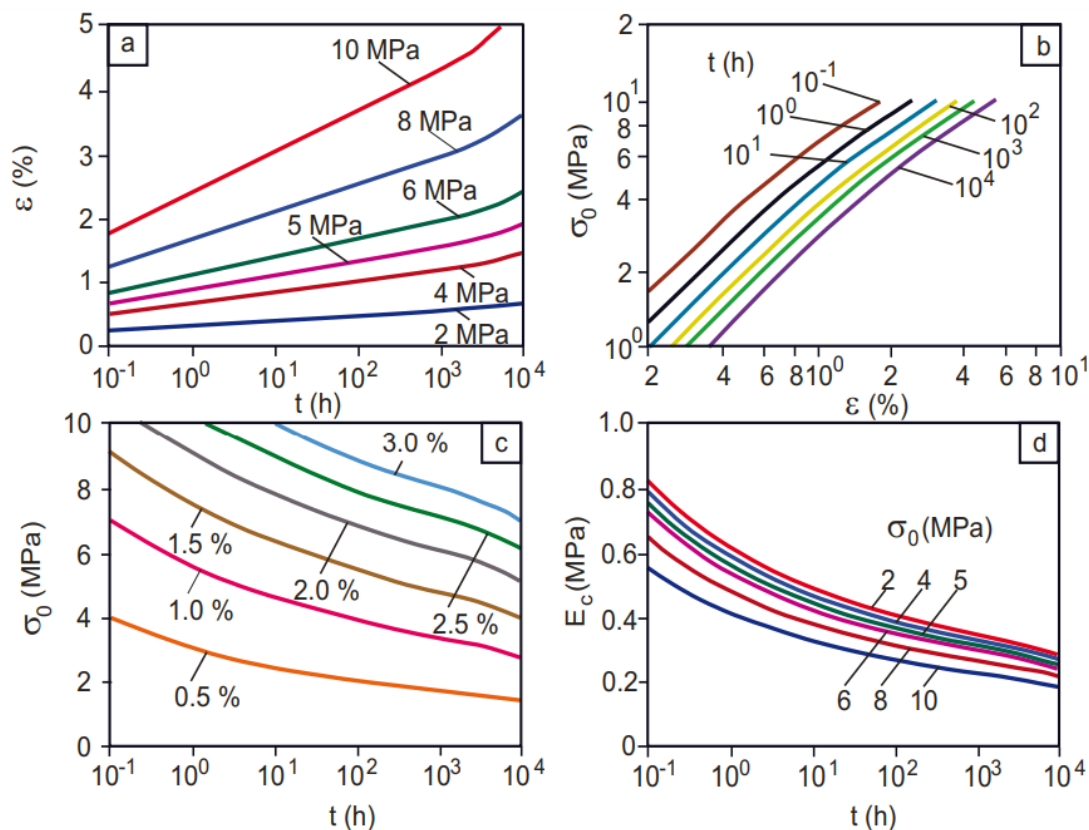 a
ε (%)
5
4
3
2
1
0
10 MPa
8 MPa
6 MPa
5 MPa
4 MPa
2 MPa
10⁻¹ 10⁰ 10¹ 10² 10³ 10⁴
t (h)
b
σ₀ (MPa)
2
10¹
8
6
4
2
10⁰
t (h)
10⁻¹
10⁰
10¹
10²
10³
10⁴
2 4 6 8 10⁰ 2 4 6 8 10¹
ε (%)
c
σ₀ (MPa)
10
8
6
4
2
0
3.0 %
1.5 %
2.0 %
1.0 %
2.5 %
0.5 %
10⁻¹ 10⁰ 10¹ 10² 10³ 10⁴
t (h)
d
E_c (MPa)
1.0
0.8
0.6
0.4
0.2
0
σ₀ (MPa)
2 4 5
6 8 10
10⁻¹ 10⁰ 10¹ 10² 10³ 10⁴
t (h)